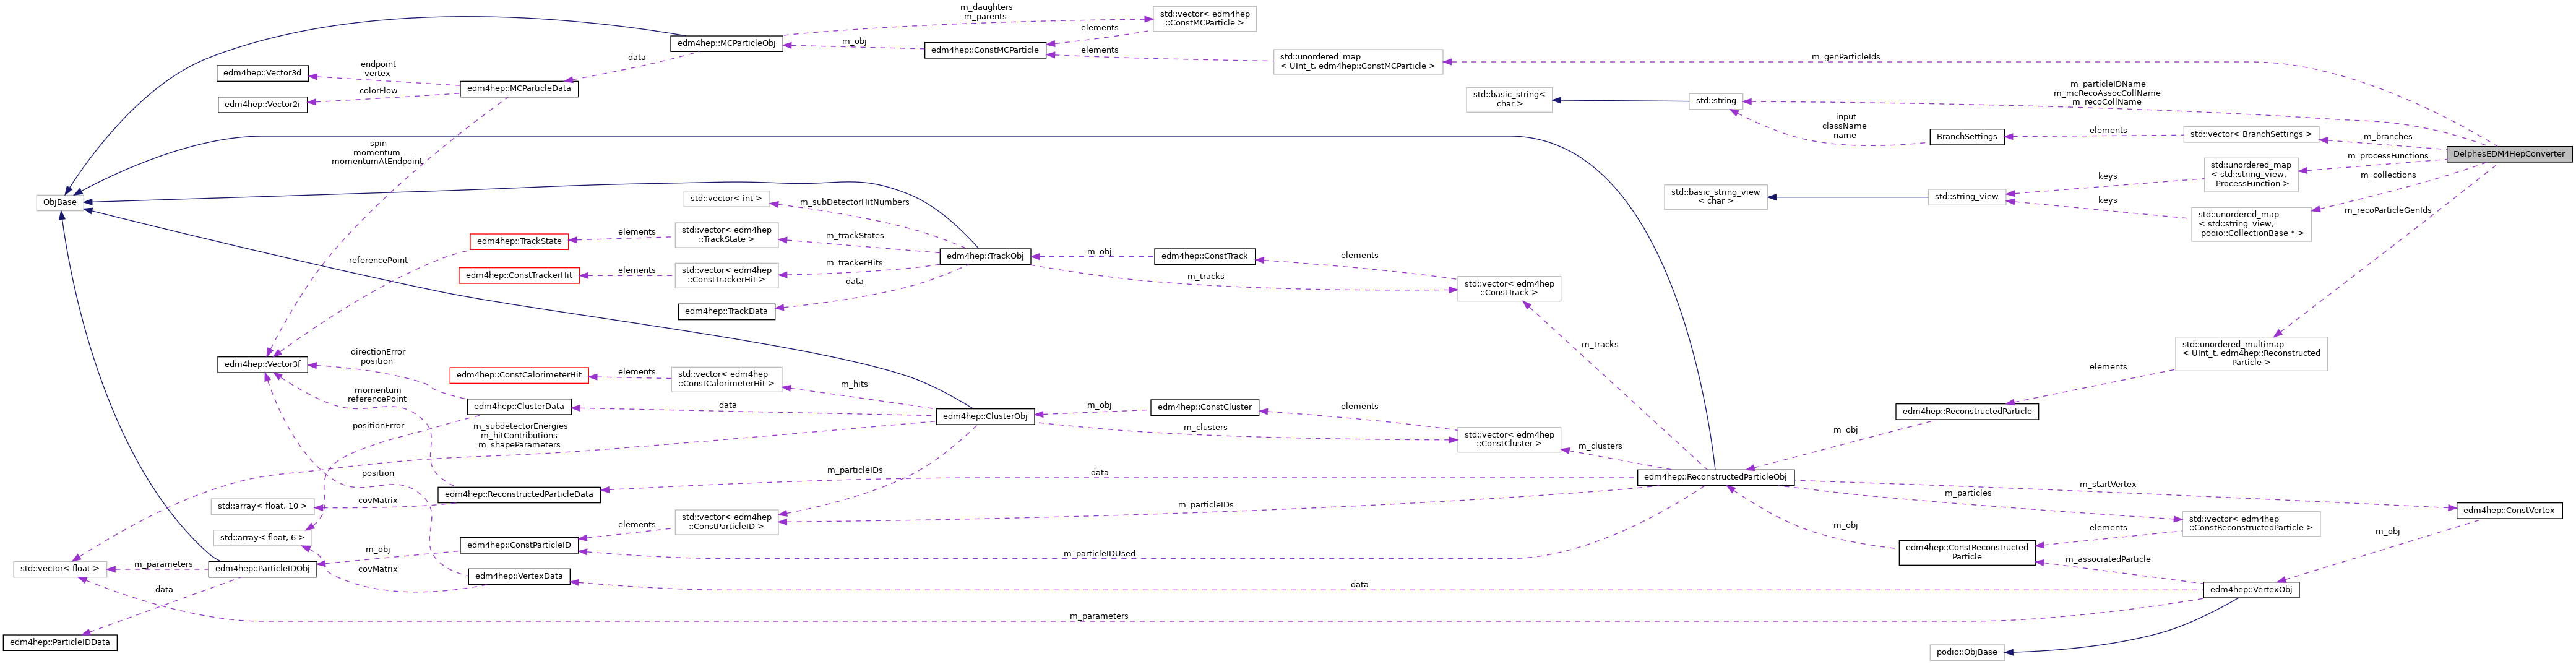 m_daughters
m_parents
std::vector< edm4hep
::ConstMCParticle >
elements
edm4hep::MCParticleObj
m_obj
edm4hep::ConstMCParticle
elements
std::unordered_map
< UInt_t, edm4hep::ConstMCParticle >
m_genParticleIds
data
endpoint
vertex
edm4hep::Vector3d
colorFlow
edm4hep::MCParticleData
edm4hep::Vector2i
std::basic_string<
char >
std::string
m_particleIDName
m_mcRecoAssocCollName
m_recoCollName
input
className
name
BranchSettings
elements
std::vector< BranchSettings >
m_branches
DelphesEDM4HepConverter
spin
momentum
momentumAtEndpoint
m_processFunctions
std::unordered_map
< std::string_view,
ProcessFunction >
keys
m_collections
std::basic_string_view
< char >
std::string_view
keys
std::unordered_map
< std::string_view,
podio::CollectionBase * >
m_recoParticleGenIds
ObjBase
std::vector< int >
m_subDetectorHitNumbers
edm4hep::TrackState
elements
std::vector< edm4hep
::TrackState >
m_trackStates
referencePoint
edm4hep::ConstTrackerHit
elements
std::vector< edm4hep
::ConstTrackerHit >
m_trackerHits
edm4hep::TrackObj
m_obj
edm4hep::ConstTrack
elements
m_tracks
std::vector< edm4hep
::ConstTrack >
data
edm4hep::TrackData
m_tracks
std::unordered_multimap
< UInt_t, edm4hep::Reconstructed
Particle >
elements
edm4hep::ReconstructedParticle
m_obj
edm4hep::Vector3f
directionError
position
edm4hep::ConstCalorimeterHit
elements
std::vector< edm4hep
::ConstCalorimeterHit >
m_hits
momentum
referencePoint
edm4hep::ClusterData
data
edm4hep::ClusterObj
m_obj
edm4hep::ConstCluster
elements
m_clusters
std::vector< edm4hep
::ConstCluster >
m_clusters
positionError
m_subdetectorEnergies
m_hitContributions
m_shapeParameters
position
m_particleIDs
data
edm4hep::ReconstructedParticleObj
m_startVertex
edm4hep::ConstVertex
edm4hep::ReconstructedParticleData
covMatrix
std::array< float, 10 >
m_particleIDs
m_particles
std::vector< edm4hep
::ConstReconstructedParticle >
elements
m_obj
std::vector< edm4hep
::ConstParticleID >
elements
std::array< float, 6 >
m_obj
edm4hep::ConstParticleID
m_particleIDUsed
m_obj
edm4hep::ConstReconstructed
Particle
m_associatedParticle
std::vector< float >
m_parameters
edm4hep::ParticleIDObj
covMatrix
edm4hep::VertexData
data
edm4hep::VertexObj
data
m_parameters
edm4hep::ParticleIDData
podio::ObjBase